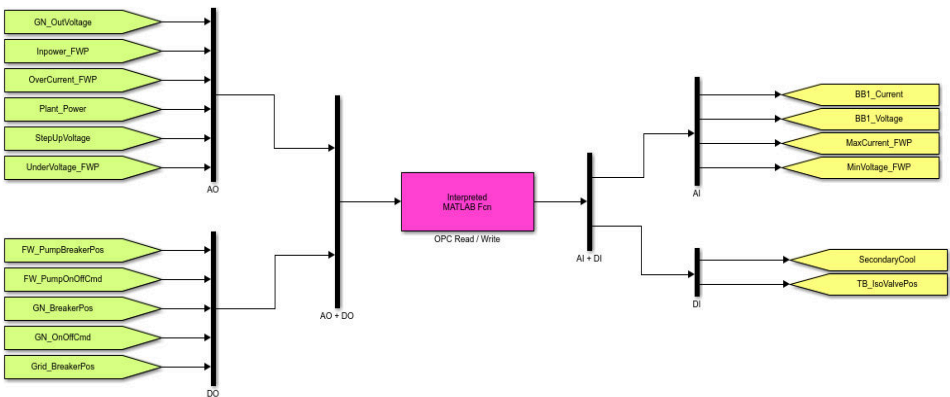 GN_OutVoltage
Inpower_FWP
OverCurrent_FWP
Plant_Power
StepUpVoltage
UnderVoltage_FWP
AO
FW_PumpBreakerPos
FW_PumpOnOffCmd
GN_BreakerPos
GN_OnOffCmd
Grid_BreakerPos
DO
AO + DO
Interpreted
MATLAB Fcn
OPC Read / Write
AI + DI
BB1_Current
BB1_Voltage
MaxCurrent_FWP
MinVoltage_FWP
AI
SecondaryCool
TB_IsoValvePos
DI